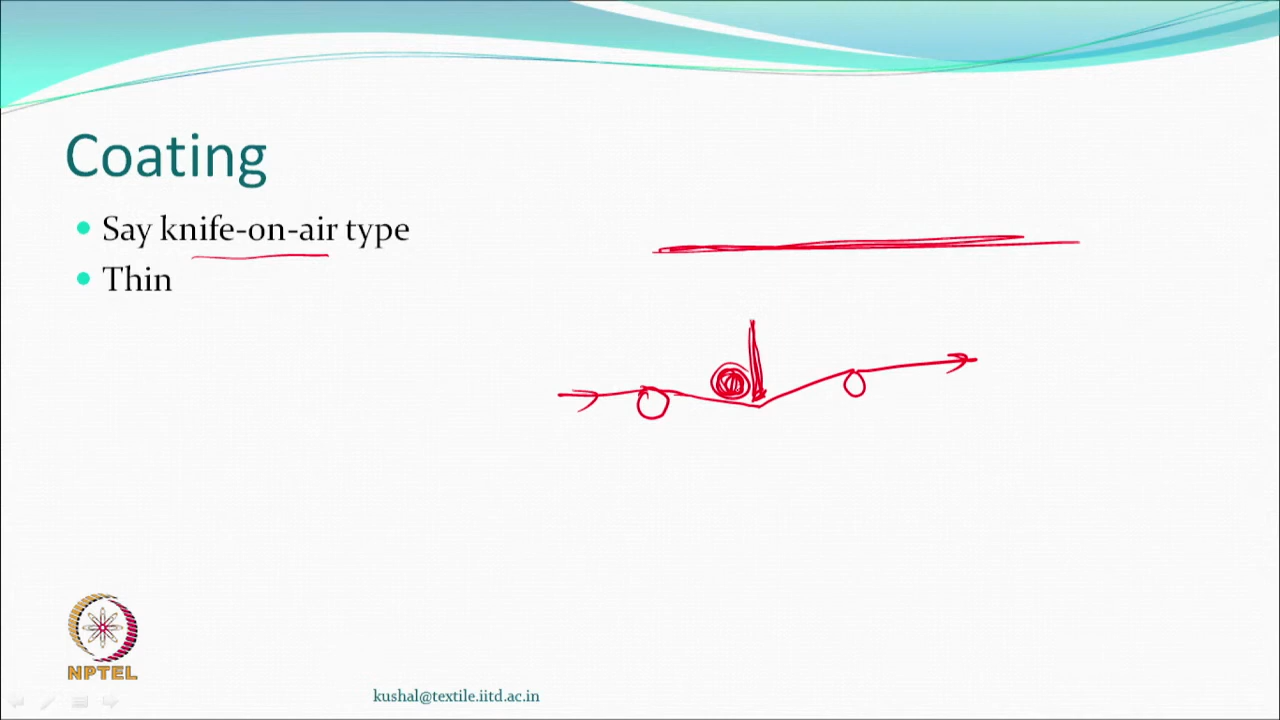 Coating
Say knife-on-air type
Thin
NPTEL
kushal@textile.iitd.ac.in